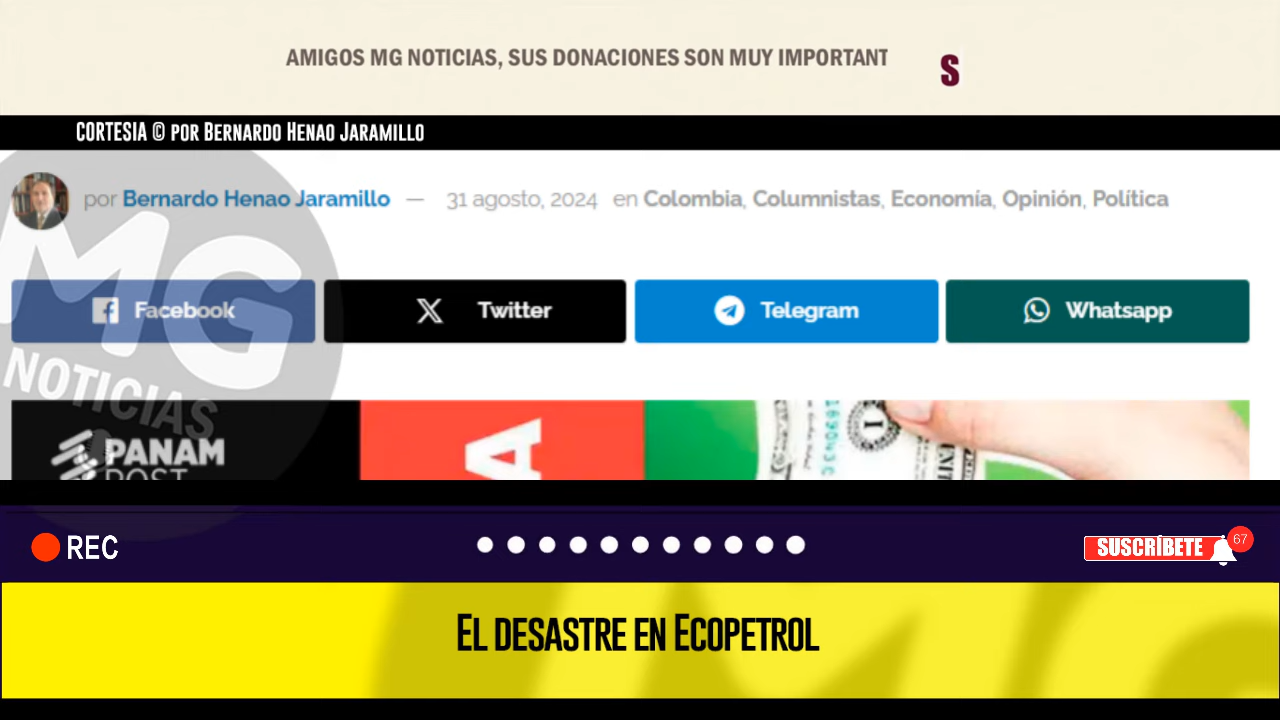 AMIGOS MG NOTICIAS, SUS DONACIONES SON MUY IMPORTANT
S
CORTESIA © POR BERNARDO HENAO JARAMILLO
por Bernardo Henao Jaramillo — 31 agosto, 2024 en Colombia, Columnistas, Economía, Opinión, Política
MG
NOTICIAS
Facebook
Twitter
Telegram
Whatsapp
PANAM
POST
A
REC
SUSCRÍBETE
67
EL DESASTRE EN ECOPETROL